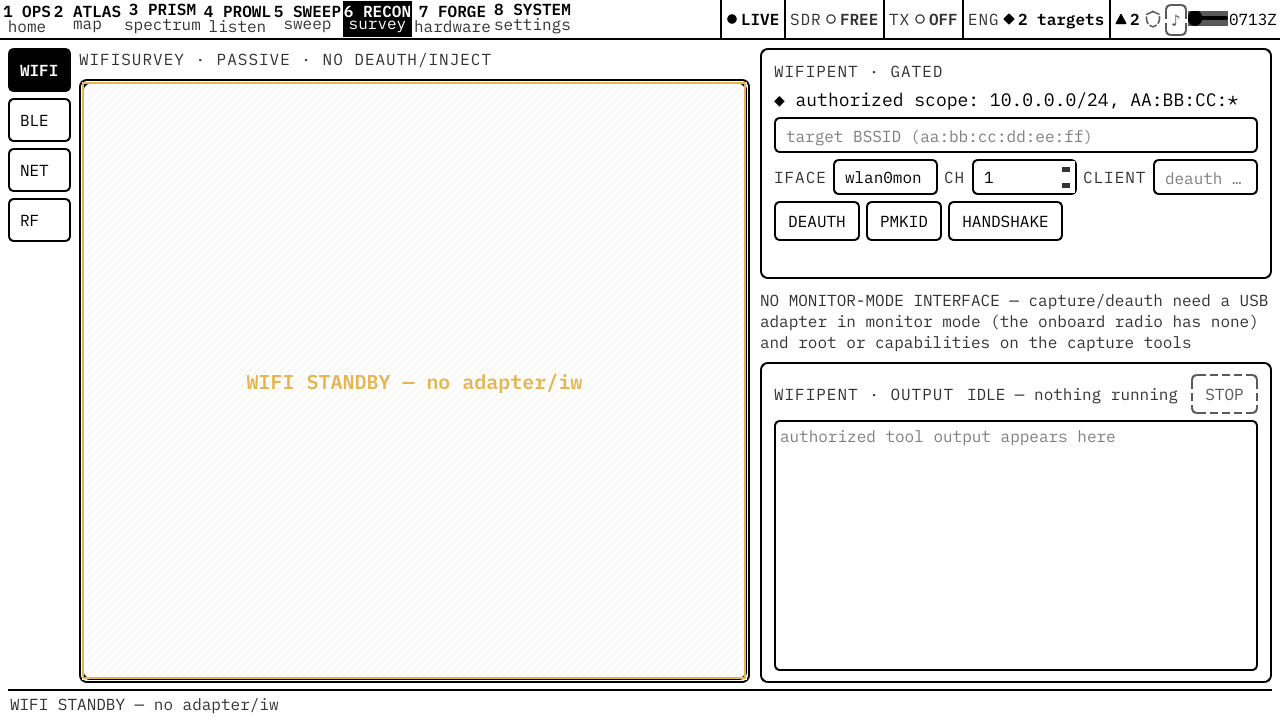 1 OPS 2 ATLAS 3 PRISM 4 PROWL 5 SWEEP 6 RECON 7 FORGE 8 SYSTEM
home map spectrum listen sweep survey hardware settings
● LIVE SDR ○ FREE TX ○ OFF ENG ◆ 2 targets ▲ 2 ♪ 0713Z
WIFI
BLE
NET
RF
WIFISURVEY · PASSIVE · NO DEAUTH/INJECT
WIFI STANDBY — no adapter/iw
WIFIPENT · GATED
◆ authorized scope: 10.0.0.0/24, AA:BB:CC:*
target BSSID (aa:bb:cc:dd:ee:ff)
IFACE wlan0mon CH 1 CLIENT deauth …
DEAUTH PMKID HANDSHAKE
NO MONITOR-MODE INTERFACE — capture/deauth need a USB
adapter in monitor mode (the onboard radio has none)
and root or capabilities on the capture tools
WIFIPENT · OUTPUT IDLE — nothing running STOP
authorized tool output appears here
WIFI STANDBY — no adapter/iw